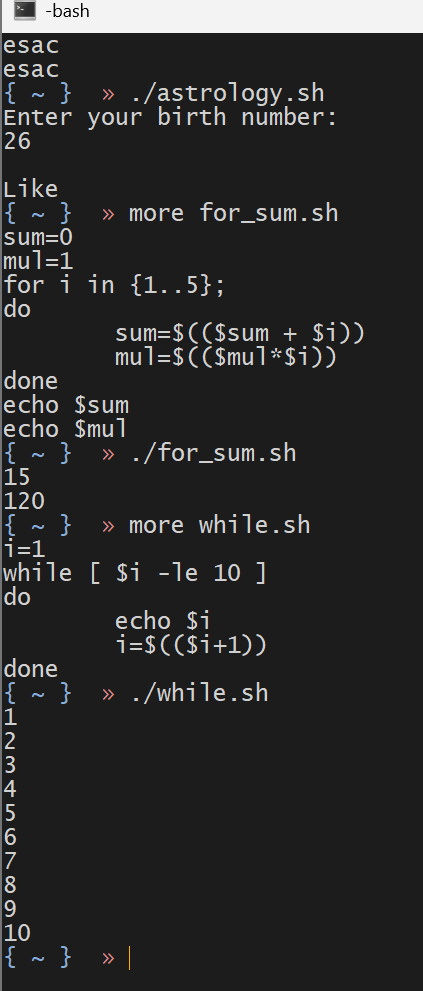 -bash
esac
esac
{ ~ }  » ./astrology.sh
Enter your birth number:
26

Like
{ ~ }  » more for_sum.sh
sum=0
mul=1
for i in {1..5};
do
        sum=$(($sum + $i))
        mul=$(($mul*$i))
done
echo $sum
echo $mul
{ ~ }  » ./for_sum.sh
15
120
{ ~ }  » more while.sh
i=1
while [ $i -le 10 ]
do
        echo $i
        i=$(($i+1))
done
{ ~ }  » ./while.sh
1
2
3
4
5
6
7
8
9
10
{ ~ }  »